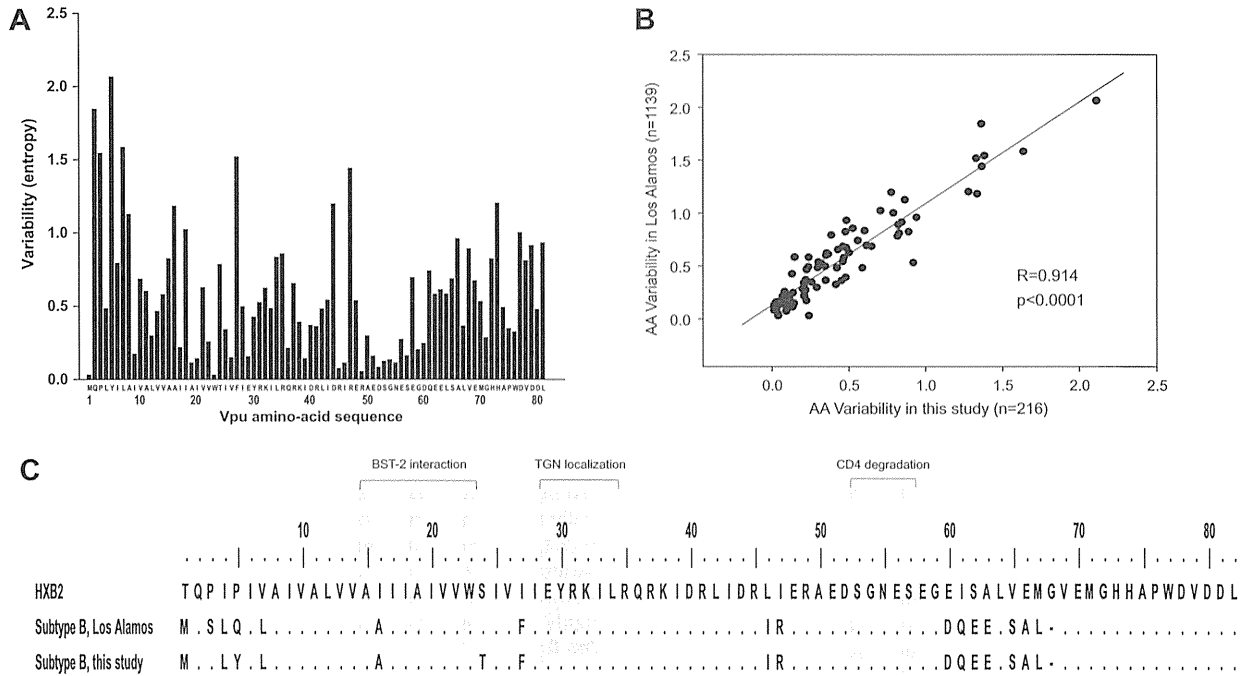 A
2.5
2.0
1.5
1.0
0.5
0.0
Variability (entropy)
MQPLYILAIVALVVAAIIAIVVWTIVFIEYRKILRQRKIDRLIDRIRERAEDSGNESEGDQEELSALVEMGHHAPWDVDDL
1 10 20 30 40 50 60 70 80
Vpu amino-acid sequence
B
2.5
2.0
1.5
1.0
0.5
0.0
AA Variability in Los Alamos (n=1139)
R=0.914
p<0.0001
0.0 0.5 1.0 1.5 2.0 2.5
AA Variability in this study (n=216)
C
BST-2 interaction TGN localization CD4 degradation
10 20 30 40 50 60 70 80
HXB2 TQPIPIVAIVALVVAIIIAIVVWSIVIIEYRKILRQRKIDRLIDRLIERAEDSGNESEGEISALVEMGVEMGHHAPWDVDDL
Subtype B, Los Alamos M.SLQ.L........A..........F..................IR............DQEE.SAL-..............
Subtype B, this study M..LY.L........A.......T..F..................IR............DQEE.SAL-..............